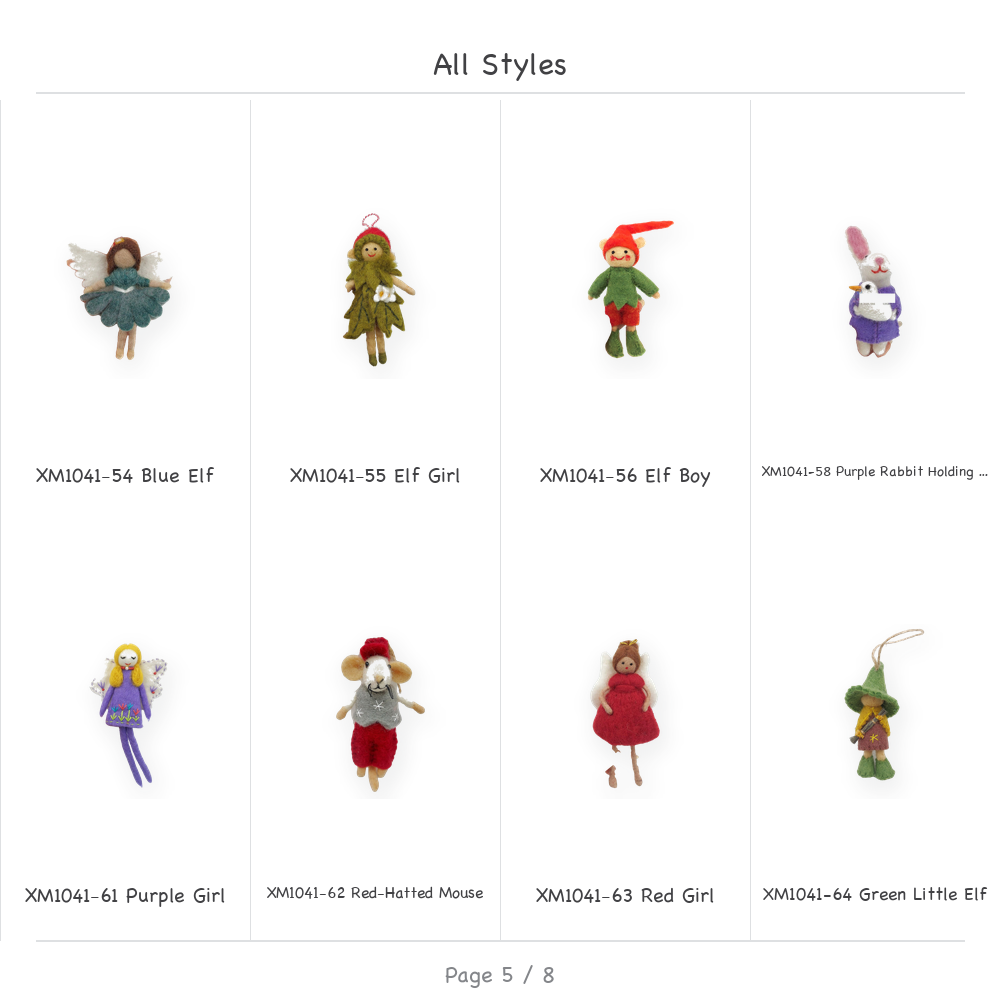 All Styles
XM1041-54 Blue Elf
XM1041-55 Elf Girl
XM1041-56 Elf Boy
XM1041-58 Purple Rabbit Holding ...
XM1041-61 Purple Girl
XM1041-62 Red-Hatted Mouse
XM1041-63 Red Girl
XM1041-64 Green Little Elf
Page 5 / 8